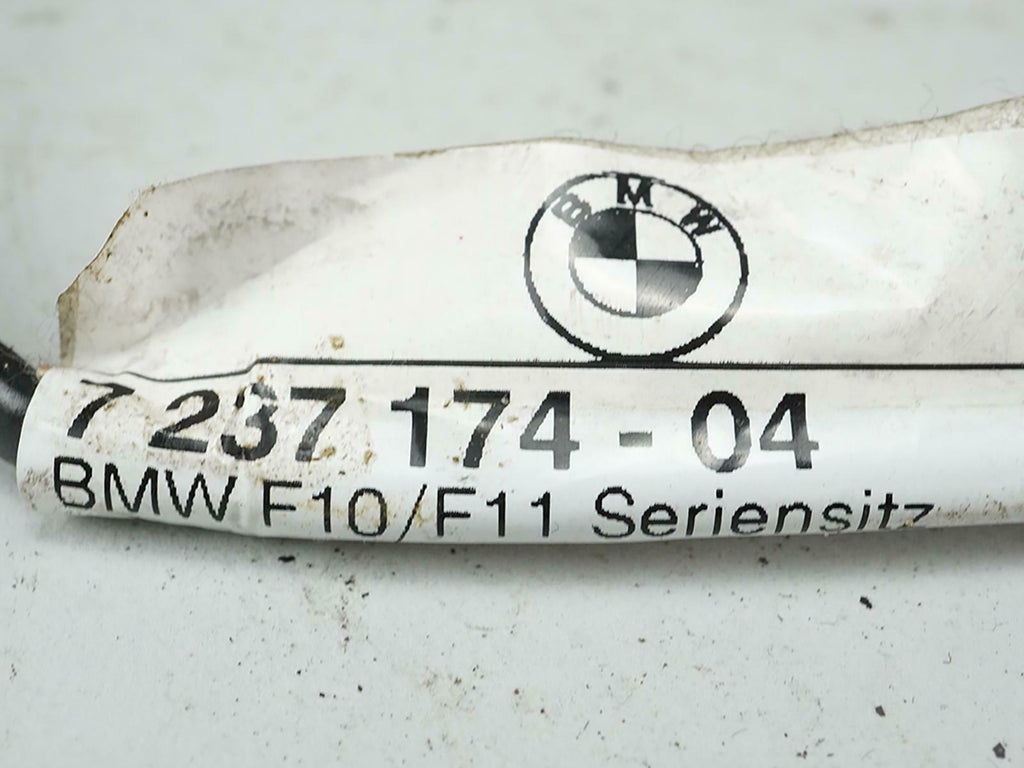 BMW
7 237 174 - 04
BMW F10/F11 Seriensitz